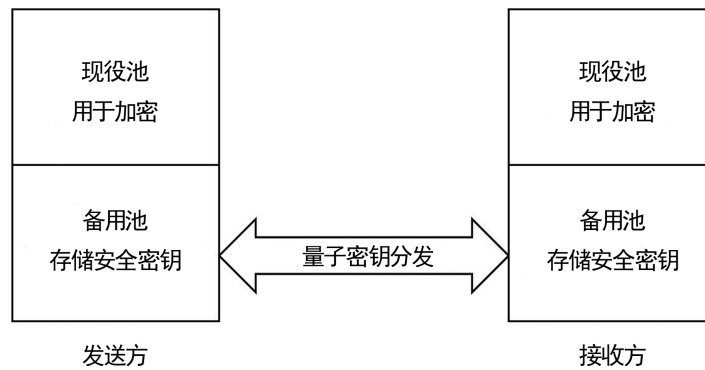 现役池
用于加密
备用池
存储安全密钥
发送方
量子密钥分发
现役池
用于加密
备用池
存储安全密钥
接收方